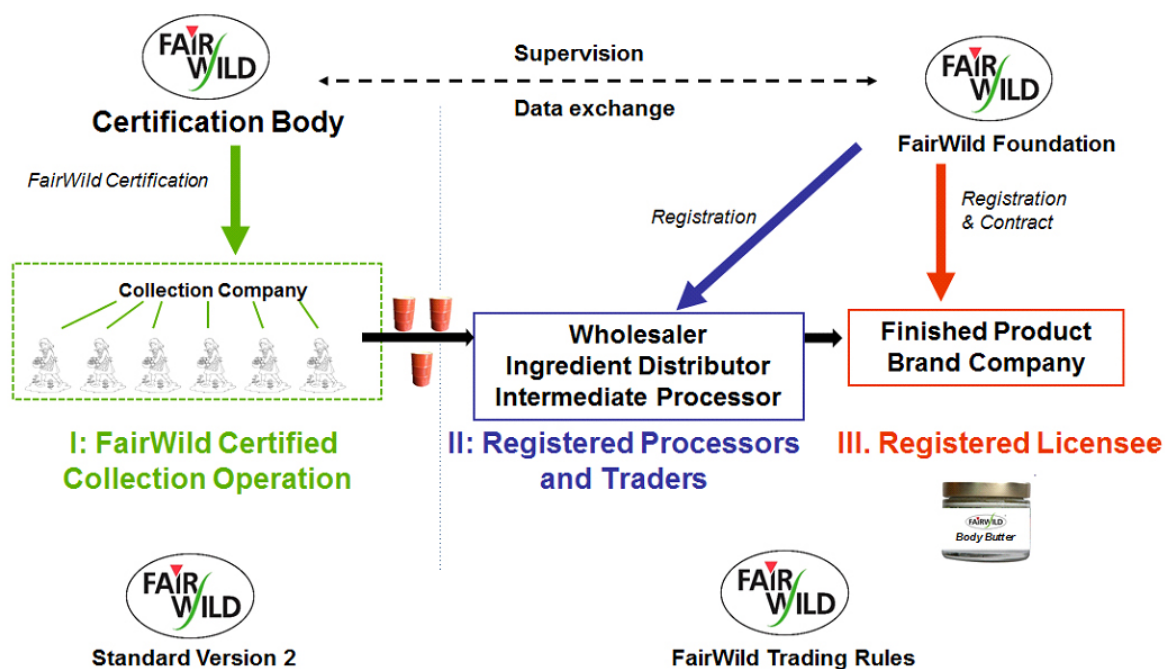 FAIR
WILD
Certification Body
Supervision
Data exchange
FAIR
WILD
FairWild Foundation
FairWild Certification
Registration
Registration
& Contract
Collection Company
Wholesaler
Ingredient Distributor
Intermediate Processor
Finished Product
Brand Company
I: FairWild Certified
Collection Operation
II: Registered Processors
and Traders
III. Registered Licensee
FAIRWILD
Body Butter
FAIR
WILD
Standard Version 2
FAIR
WILD
FairWild Trading Rules